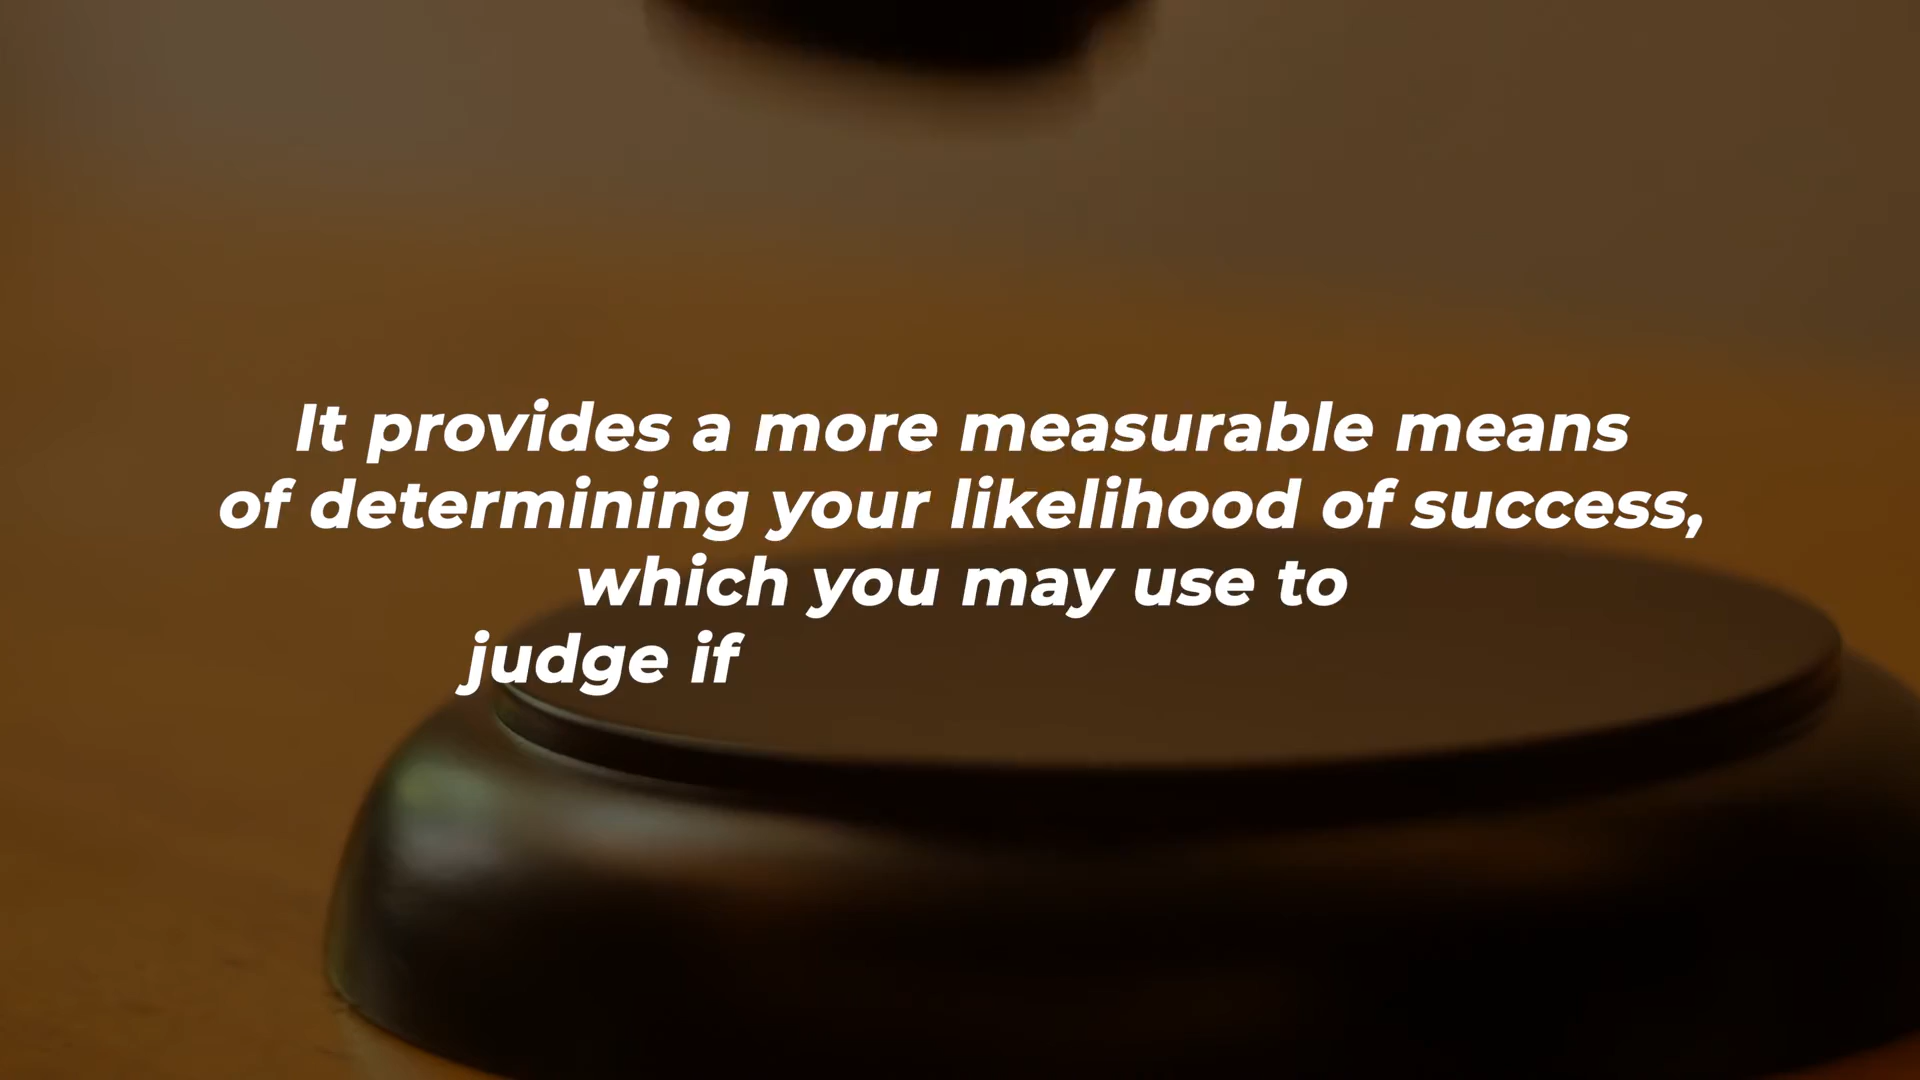 It provides a more measurable means
of determining your likelihood of success,
which you may use to
judge if